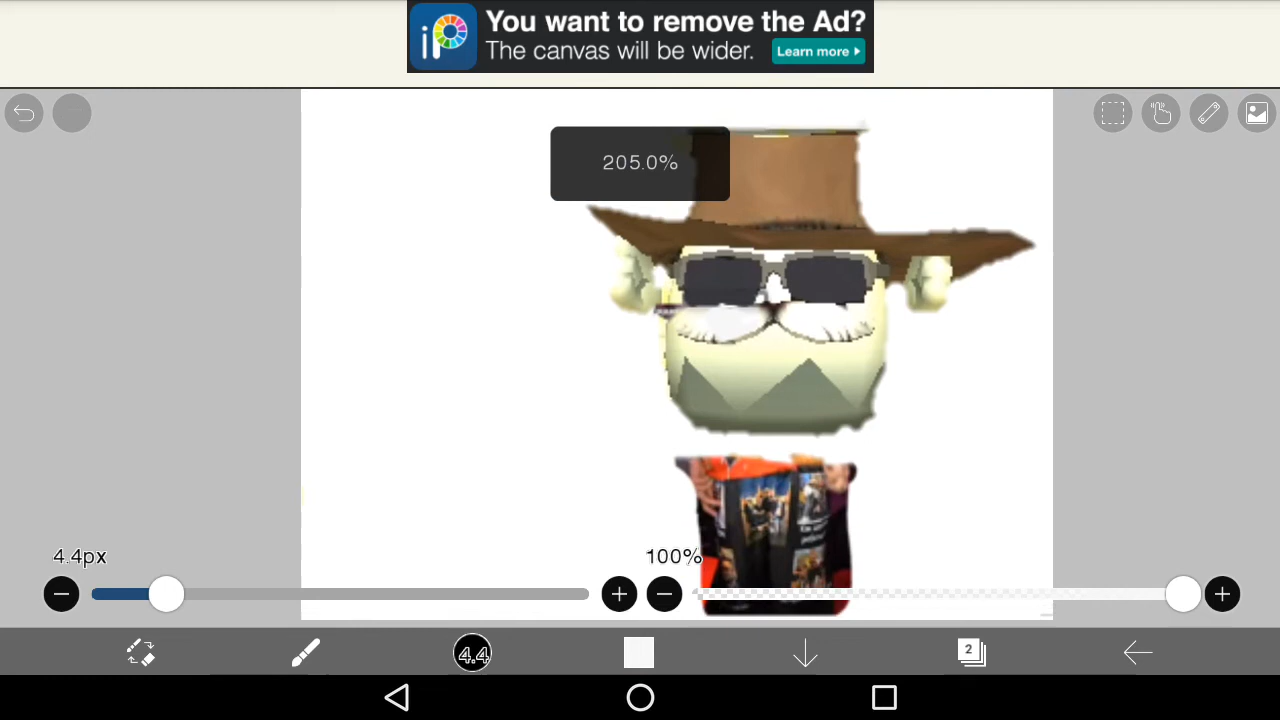 iP
You want to remove the Ad?
The canvas will be wider.
Learn more
205.0%
4.4px
100%
4.4
2